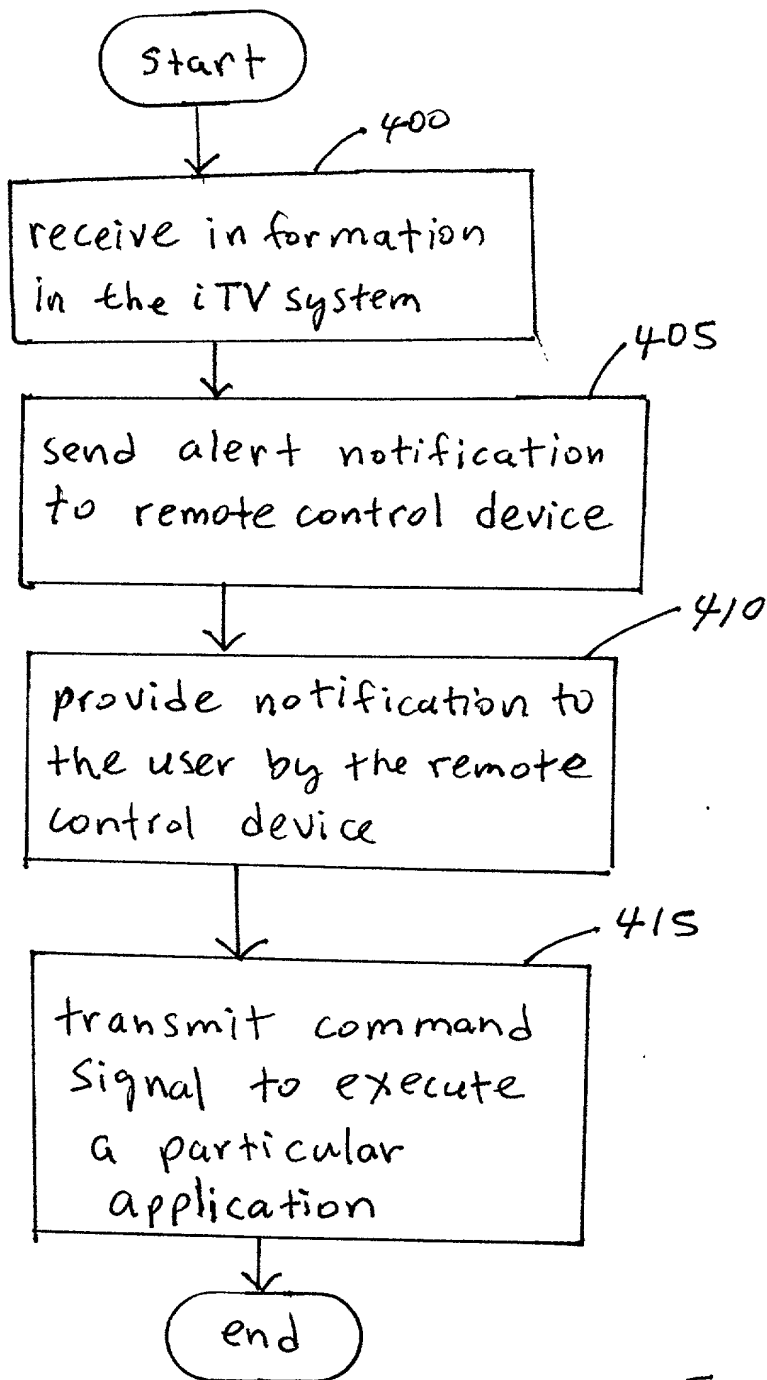 start
400
receive information
in the iTV system
405
send alert notification
to remote control device
410
provide notification to
the user by the remote
control device
415
transmit command
signal to execute
a particular
application
end